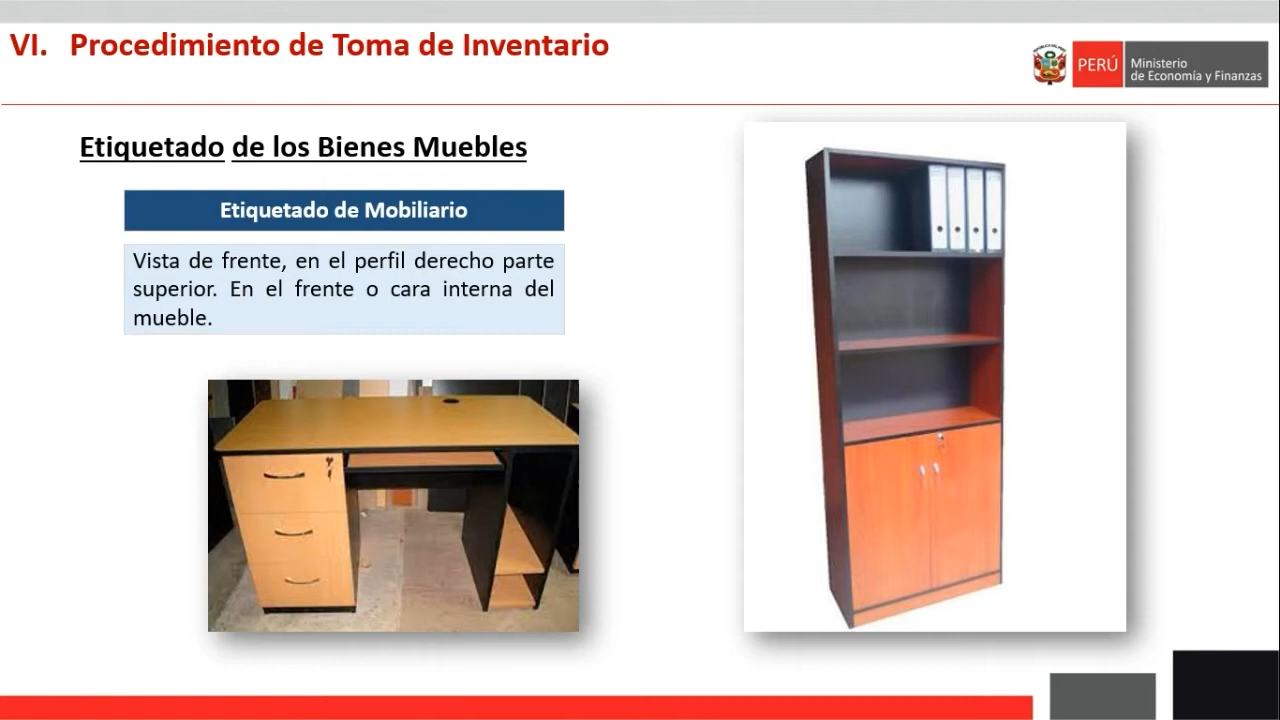 VI. Procedimiento de Toma de Inventario
PERÚ
Ministerio
de Economía y Finanzas
Etiquetado de los Bienes Muebles
Etiquetado de Mobiliario
Vista de frente, en el perfil derecho parte
superior. En el frente o cara interna del
mueble.